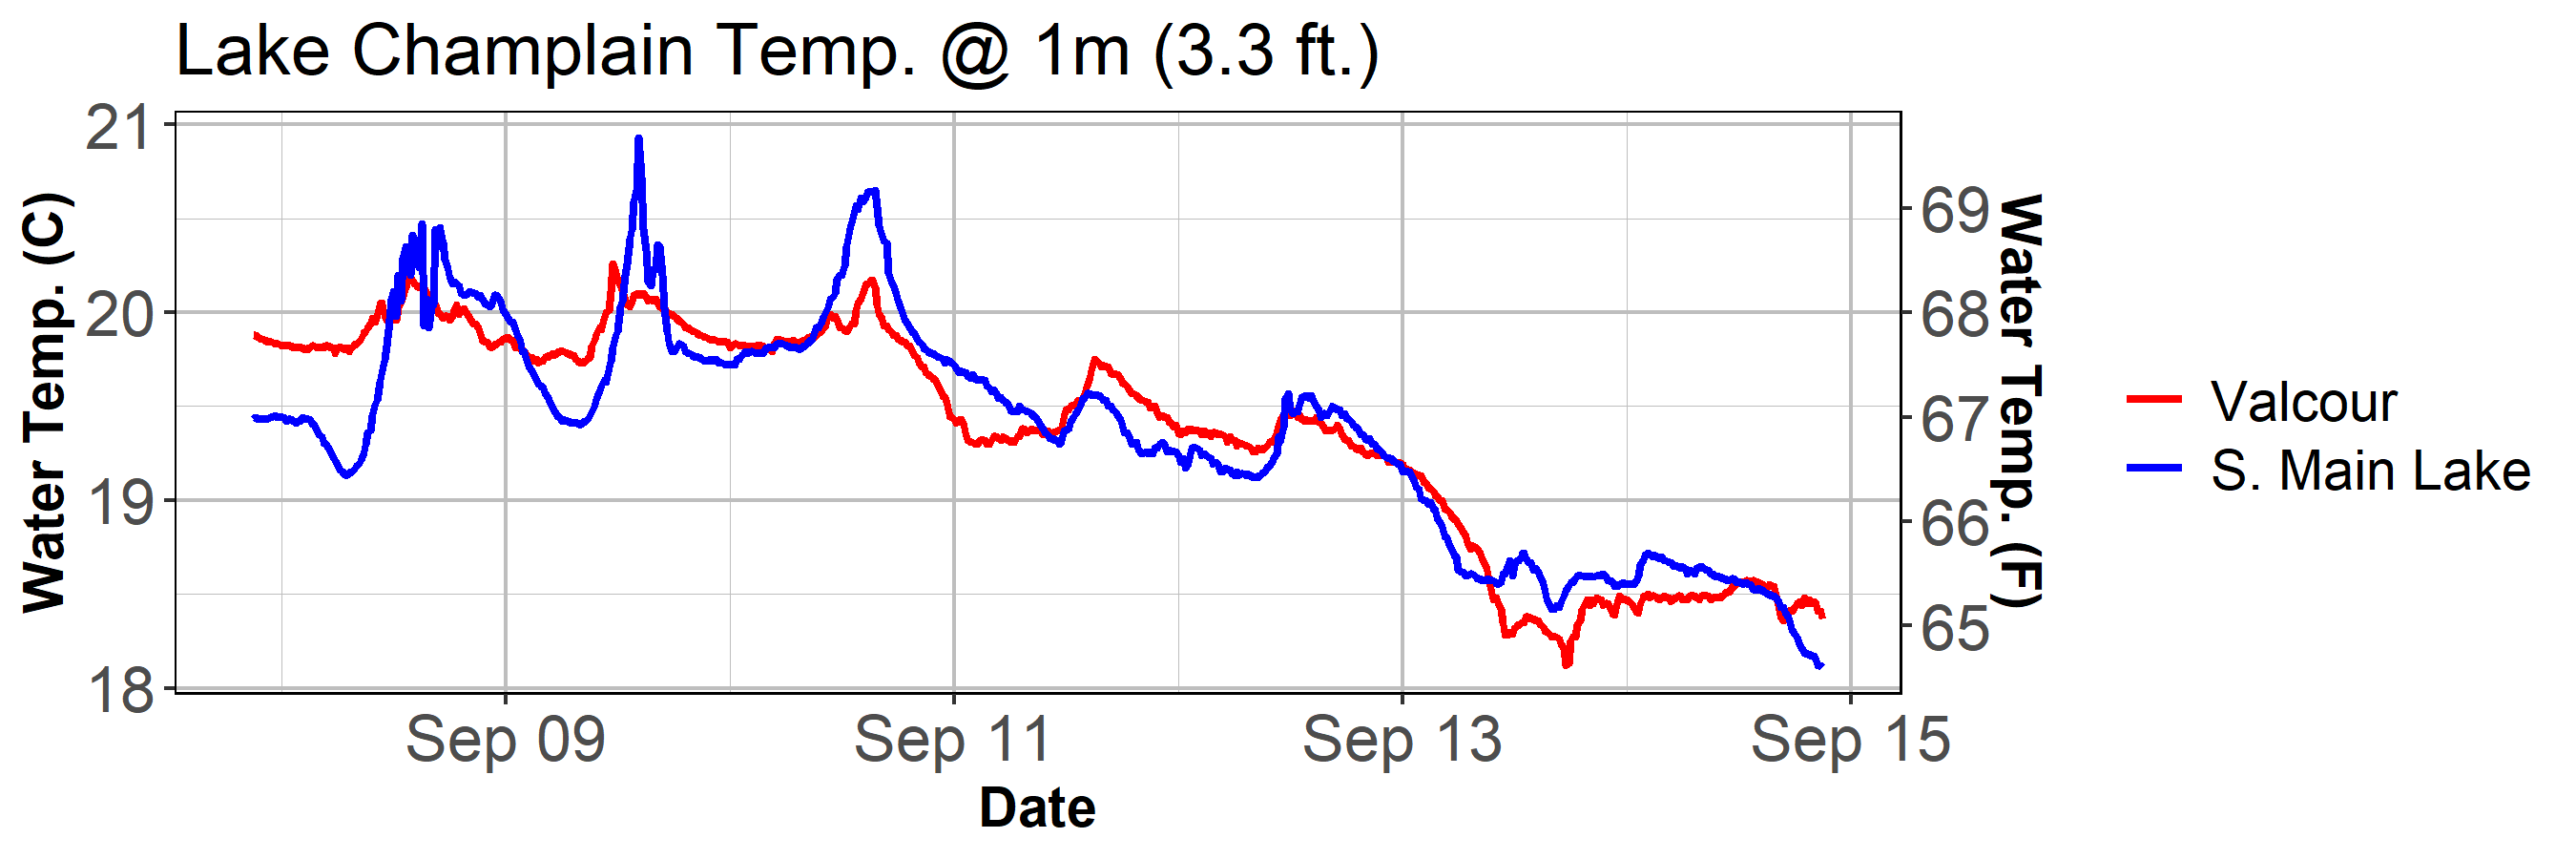 Lake Champlain Temp. @ 1m (3.3 ft.)
Water Temp. (C)
21
20
19
18
69
68
67
66
65
Water Temp. (F)
Sep 09
Sep 11
Sep 13
Sep 15
Date
Valcour
S. Main Lake